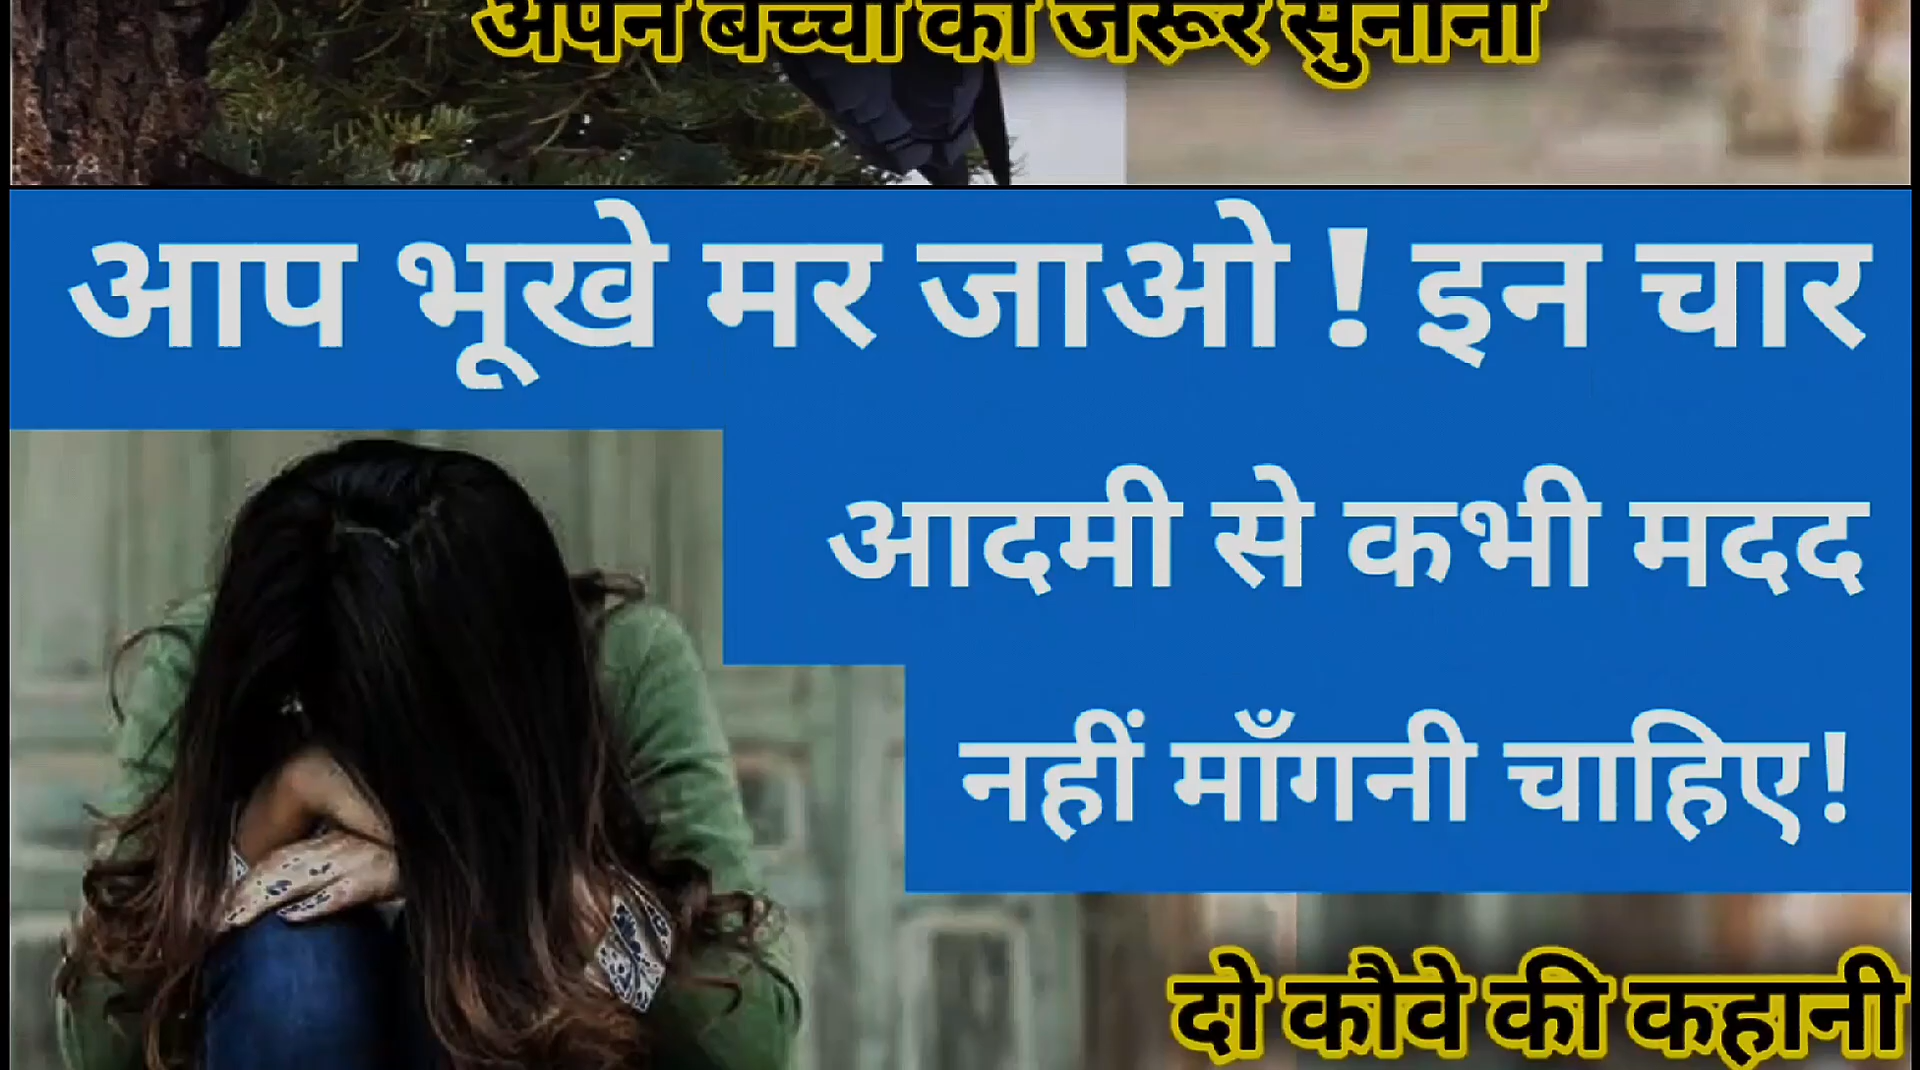 अपने बच्चों को जरूर सुनाना
आप भूखे मर जाओ ! इन चार
आदमी से कभी मदद
नहीं माँगनी चाहिए!
दो कौवे की कहानी